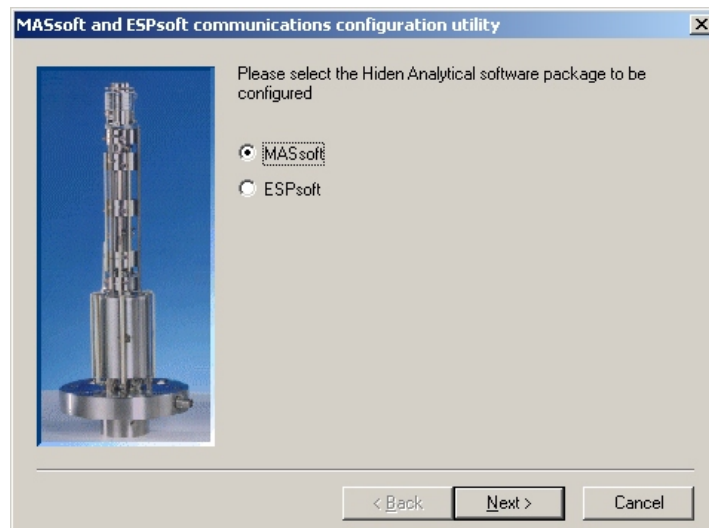 MASsoft and ESPsoft communications configuration utility
Please select the Hiden Analytical software package to be
configured
MASsoft
ESPsoft
< Back
Next >
Cancel